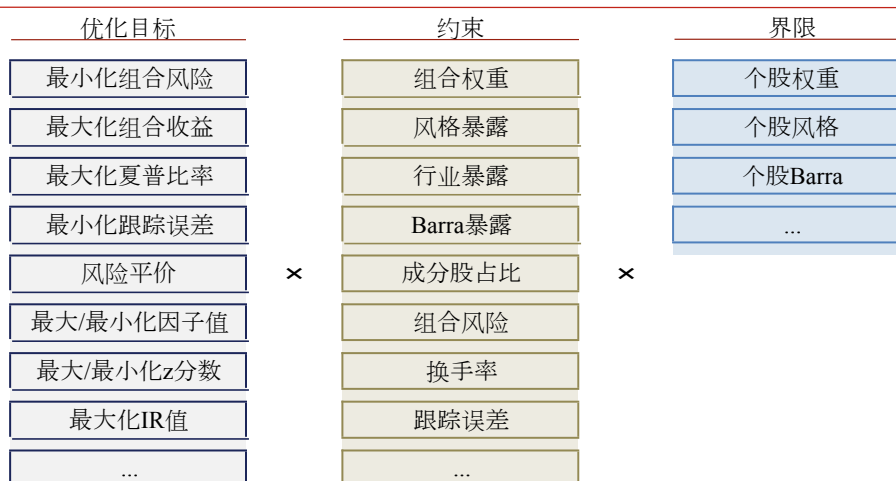 优化目标
约束
界限
最小化组合风险
组合权重
个股权重
最大化组合收益
风格暴露
个股风格
最大化夏普比率
行业暴露
个股Barra
最小化跟踪误差
Barra暴露
...
风险平价
×
成分股占比
×
最大/最小化因子值
组合风险
最大/最小化z分数
换手率
最大化IR值
跟踪误差
...
...